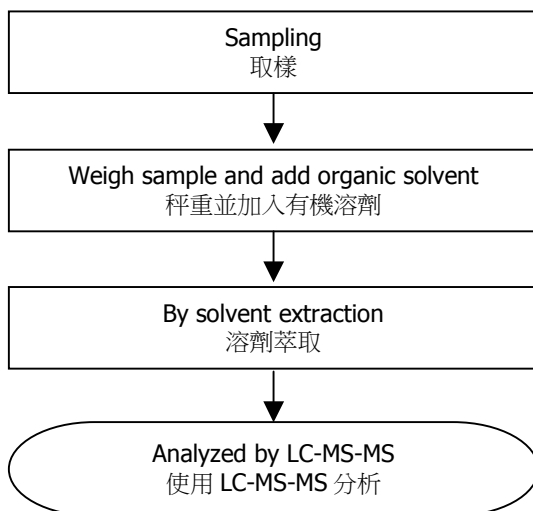 Sampling
取樣
Weigh sample and add organic solvent
秤重並加入有機溶劑
By solvent extraction
溶劑萃取
Analyzed by LC-MS-MS
使用 LC-MS-MS 分析